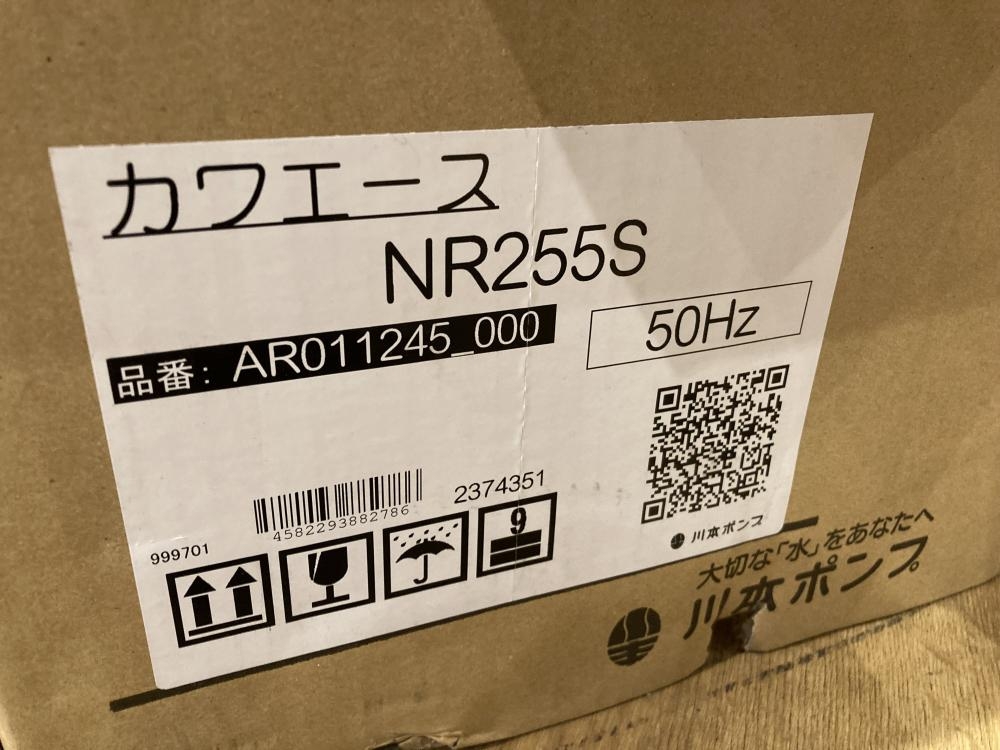 カワエース
NR255S
品番: AR011245_000
50Hz
4582293882786
2374351
999701
9
川本ポンプ
大切な「水」をあなたへ
川本ポンプ